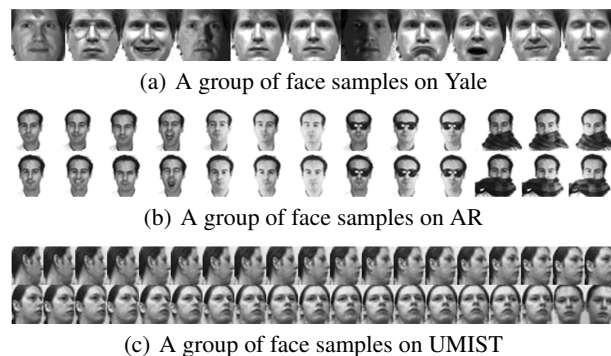 (a) A group of face samples on Yale
(b) A group of face samples on AR
(c) A group of face samples on UMIST